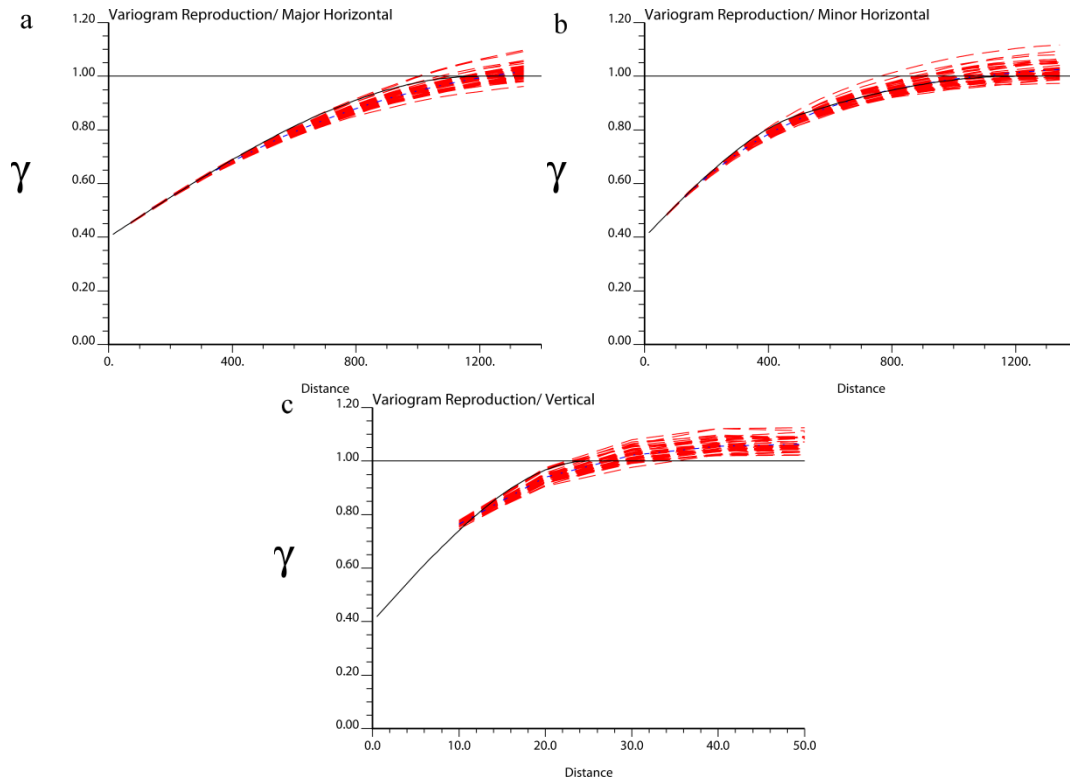 a
Variogram Reproduction/ Major Horizontal
1.20
1.00
0.80
0.60
0.40
0.20
0.00
γ
0.
400.
800.
1200.
Distance
b
Variogram Reproduction/ Minor Horizontal
1.20
1.00
0.80
0.60
0.40
0.20
0.00
γ
0.
400.
800.
1200.
Distance
c
Variogram Reproduction/ Vertical
1.20
1.00
0.80
0.60
0.40
0.20
0.00
γ
0.0
10.0
20.0
30.0
40.0
50.0
Distance